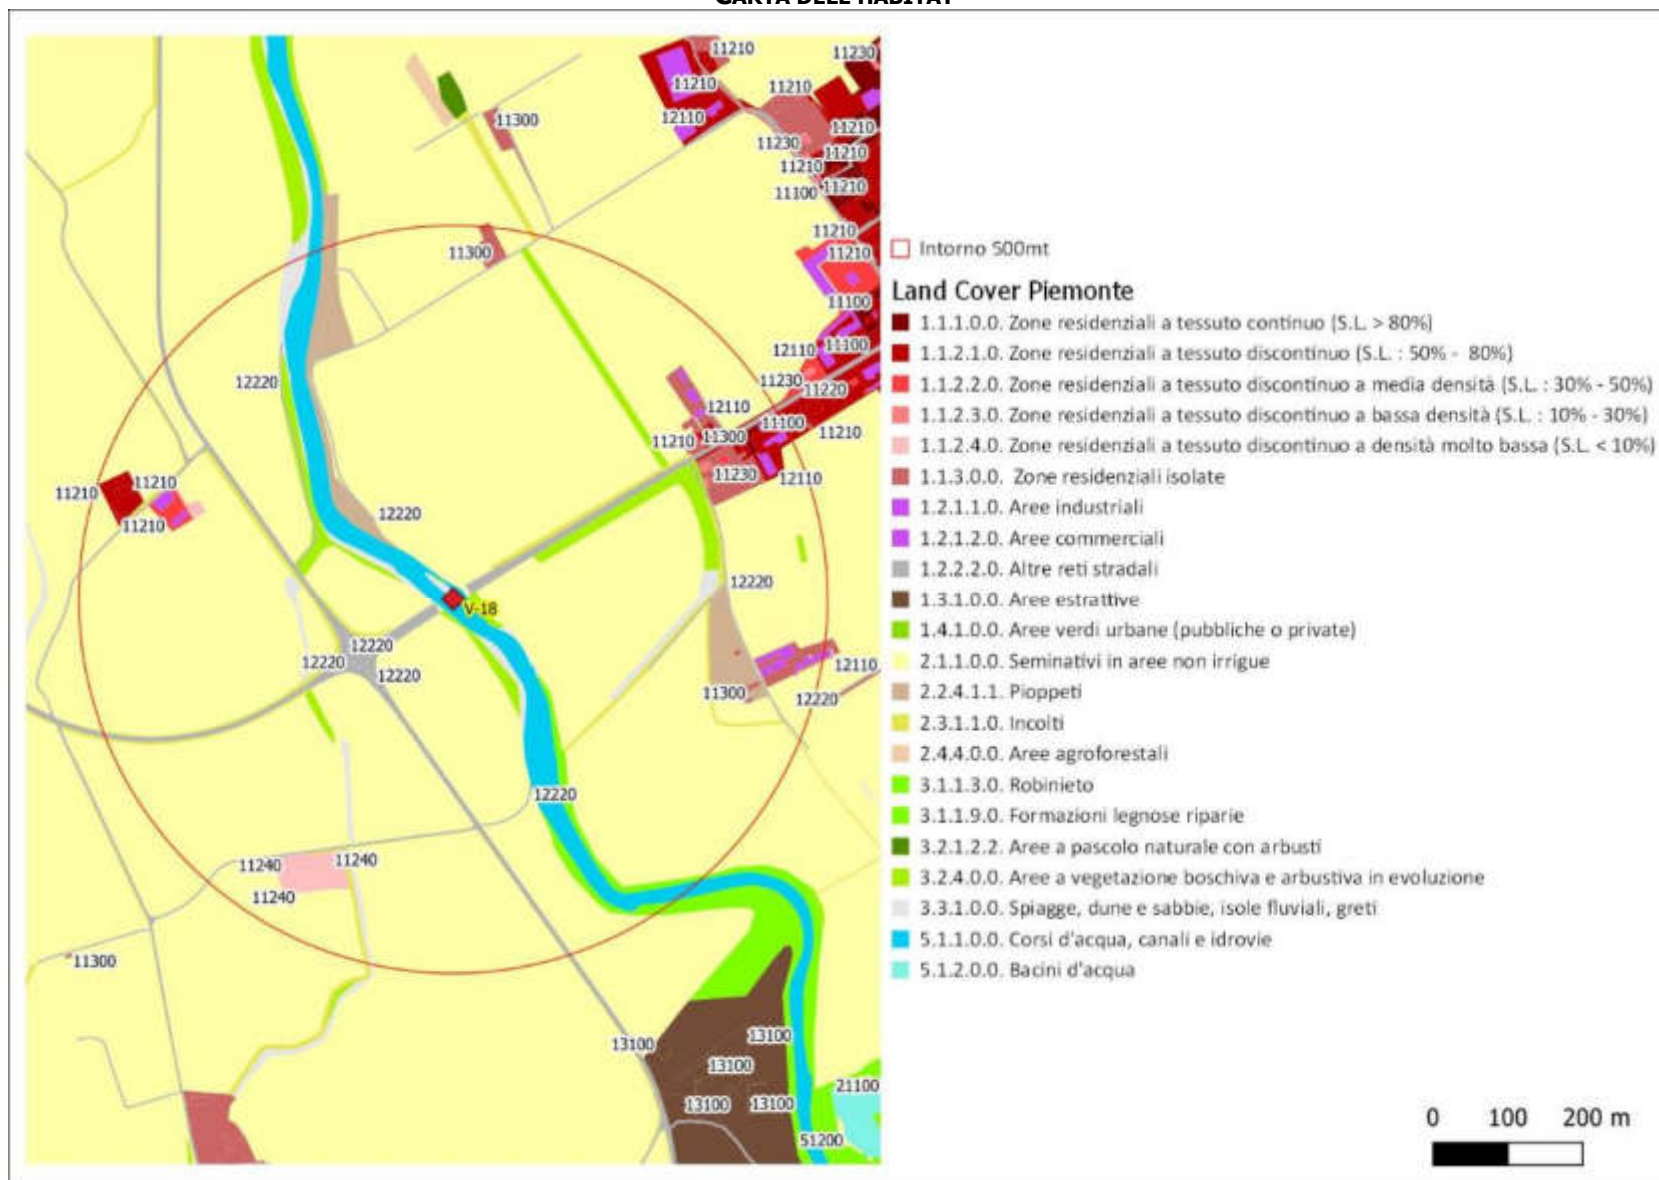 CARTA DELL'HABITAT
11210
11230
11210
11210
12110
11300
11210
11230
11210
11210
11100
11210
11210
11300
11210
11100
12220
12110
11100
11230
11220
12110
11100
11210
11300
11210
11230
12110
11210
11210
11210
12220
12220
V-18
12220
12220
12220
12110
11300
12220
12220
11240
11240
11240
11300
13100
13100
13100
13100
13100
21100
51200
Intorno 500mt
Land Cover Piemonte
1.1.1.0.0. Zone residenziali a tessuto continuo (S.L. > 80%)
1.1.2.1.0. Zone residenziali a tessuto discontinuo (S.L. : 50% - 80%)
1.1.2.2.0. Zone residenziali a tessuto discontinuo a media densità (S.L. : 30% - 50%)
1.1.2.3.0. Zone residenziali a tessuto discontinuo a bassa densità (S.L. : 10% - 30%)
1.1.2.4.0. Zone residenziali a tessuto discontinuo a densità molto bassa (S.L. < 10%)
1.1.3.0.0. Zone residenziali isolate
1.2.1.1.0. Aree industriali
1.2.1.2.0. Aree commerciali
1.2.2.2.0. Altre reti stradali
1.3.1.0.0. Aree estrattive
1.4.1.0.0. Aree verdi urbane (pubbliche o private)
2.1.1.0.0. Seminativi in aree non irrigue
2.2.4.1.1. Pioppeti
2.3.1.1.0. Incolti
2.4.4.0.0. Aree agroforestali
3.1.1.3.0. Robinieto
3.1.1.9.0. Formazioni legnose riparie
3.2.1.2.2. Aree a pascolo naturale con arbusti
3.2.4.0.0. Aree a vegetazione boschiva e arbustiva in evoluzione
3.3.1.0.0. Spiagge, dune e sabbie, isole fluviali, greti
5.1.1.0.0. Corsi d'acqua, canali e idrovie
5.1.2.0.0. Bacini d'acqua
0 100 200 m